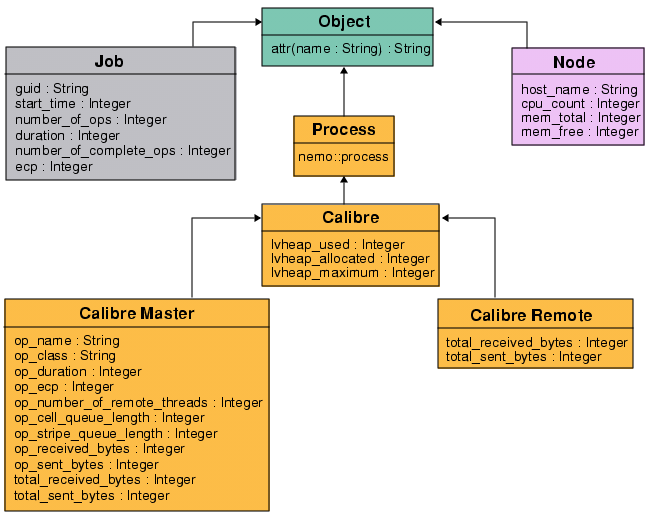 Object
attr(name : String) : String
Job
guid : String
start_time : Integer
number_of_ops : Integer
duration : Integer
number_of_complete_ops : Integer
ecp : Integer
Node
host_name : String
cpu_count : Integer
mem_total : Integer
mem_free : Integer
Process
nemo::process
Calibre
lvheap_used : Integer
lvheap_allocated : Integer
lvheap_maximum : Integer
Calibre Master
op_name : String
op_class : String
op_duration : Integer
op_ecp : Integer
op_number_of_remote_threads : Integer
op_cell_queue_length : Integer
op_stripe_queue_length : Integer
op_received_bytes : Integer
op_sent_bytes : Integer
total_received_bytes : Integer
total_sent_bytes : Integer
Calibre Remote
total_received_bytes : Integer
total_sent_bytes : Integer